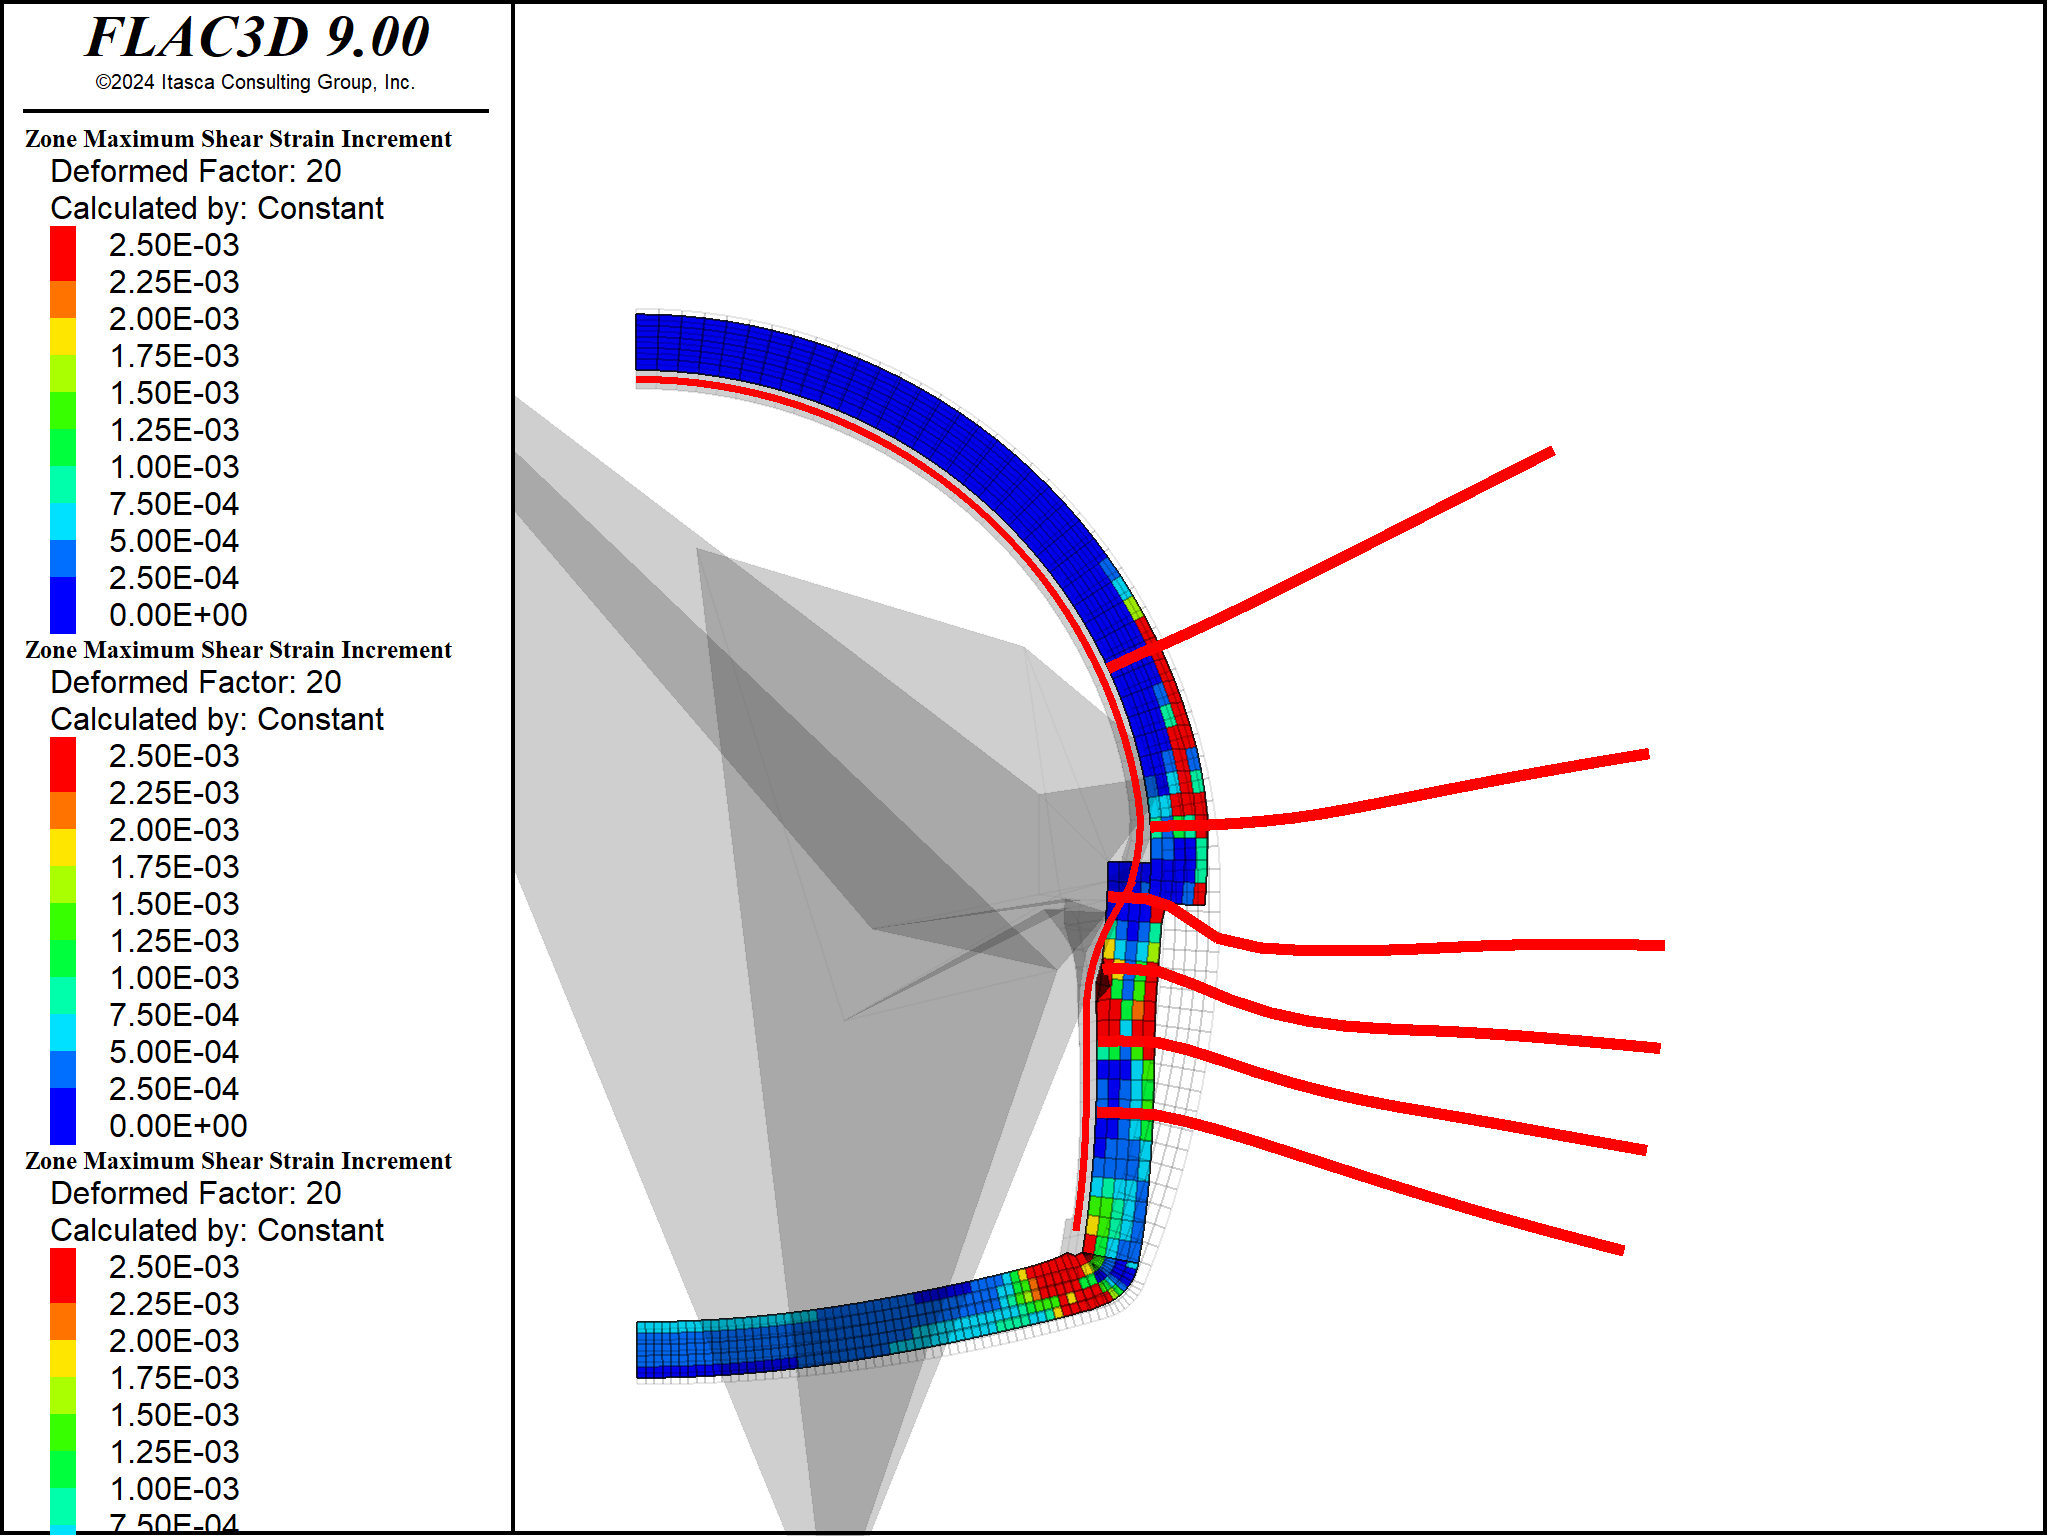 FLAC3D 9.00
©2024 Itasca Consulting Group, Inc.
Zone Maximum Shear Strain Increment
Deformed Factor: 20
Calculated by: Constant
2.50E-03
2.25E-03
2.00E-03
1.75E-03
1.50E-03
1.25E-03
1.00E-03
7.50E-04
5.00E-04
2.50E-04
0.00E+00
Zone Maximum Shear Strain Increment
Deformed Factor: 20
Calculated by: Constant
2.50E-03
2.25E-03
2.00E-03
1.75E-03
1.50E-03
1.25E-03
1.00E-03
7.50E-04
5.00E-04
2.50E-04
0.00E+00
Zone Maximum Shear Strain Increment
Deformed Factor: 20
Calculated by: Constant
2.50E-03
2.25E-03
2.00E-03
1.75E-03
1.50E-03
1.25E-03
1.00E-03
7.50E-04